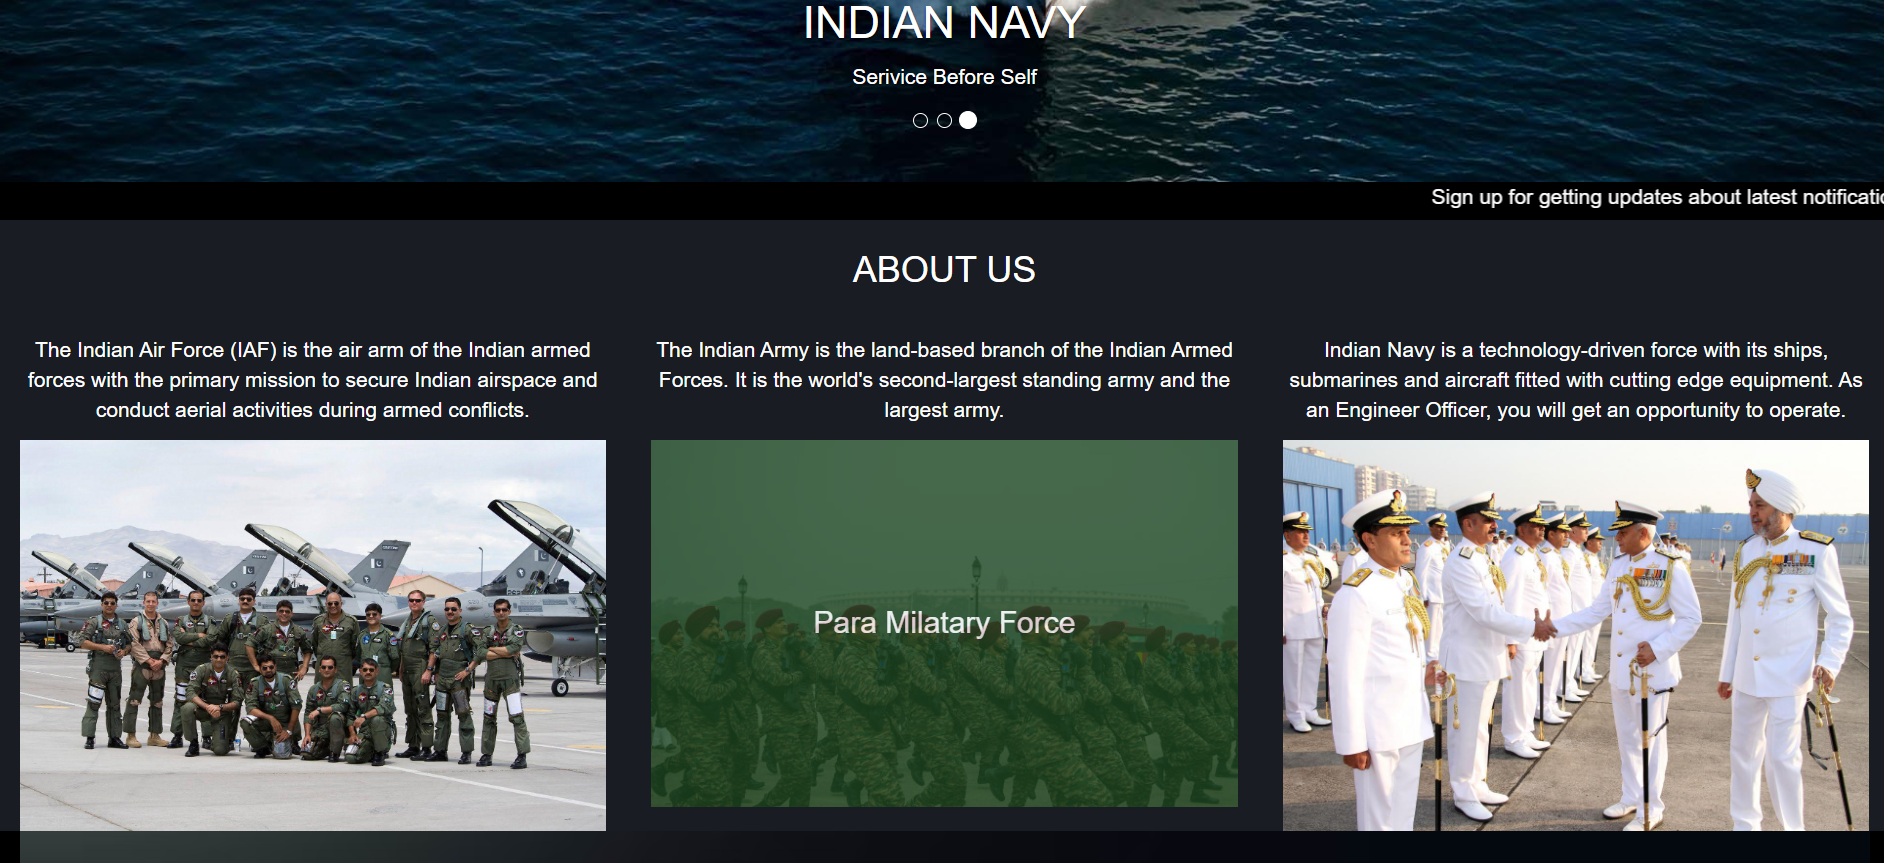 INDIAN NAVY
Serivice Before Self
Sign up for getting updates about latest
ABOUT US
The Indian Air Force (IAF) is the air arm of the Indian armed
forces with the primary mission to secure Indian airspace and
conduct aerial activities during armed conflicts.
The Indian Army is the land-based branch of the Indian Armed
Forces. It is the world's second-largest standing army and the
largest army.
Indian Navy is a technology-driven force with its ships,
submarines and aircraft fitted with cutting edge equipment. As
an Engineer Officer, you will get an opportunity to operate.
Para Milatary Force